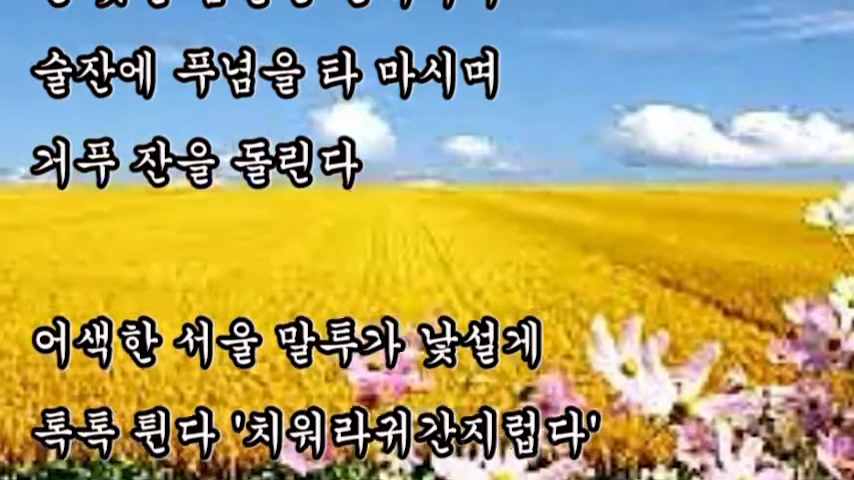 술잔에 푸념을 타 마시며
거푸 잔을 돌린다
어색한 서울 말투가 낯설게
톡톡 튄다 '치워라귀간지럽다'